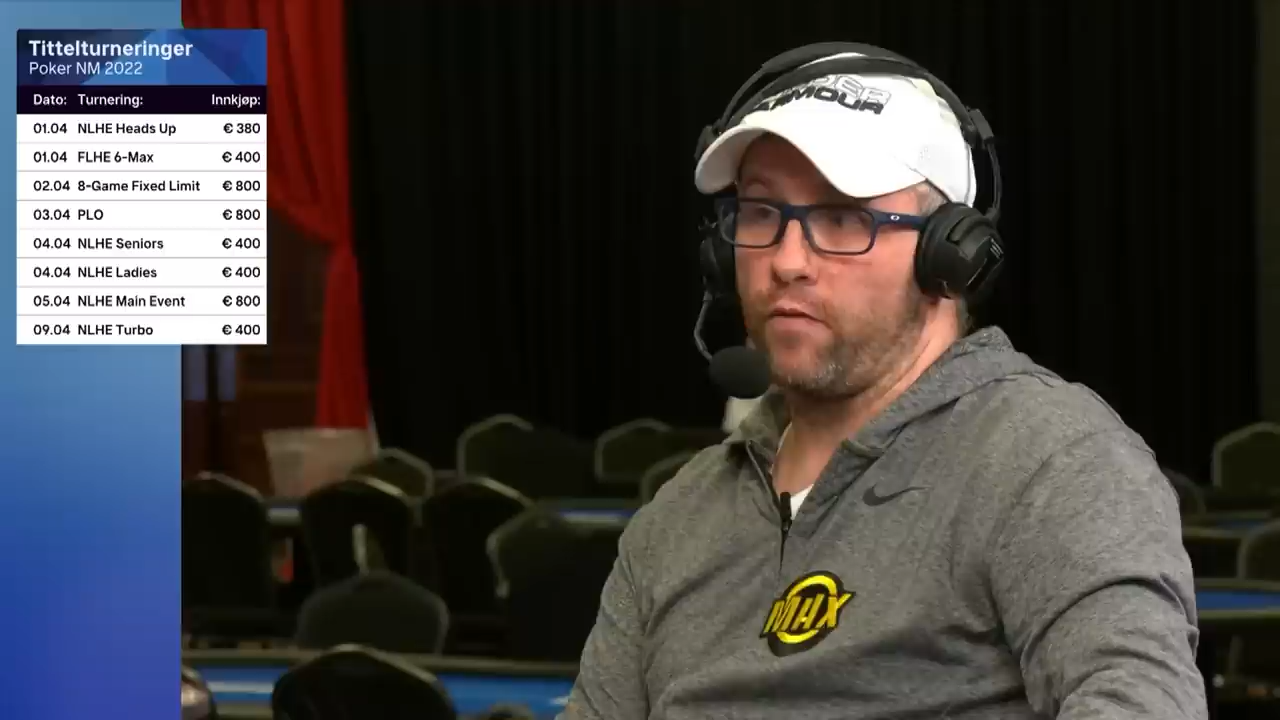 Tittelturneringer
Poker NM 2022
Dato: Turnering: Innkjøp:
01.04 NLHE Heads Up € 380
01.04 FLHE 6-Max € 400
02.04 8-Game Fixed Limit € 800
03.04 PLO € 800
04.04 NLHE Seniors € 400
04.04 NLHE Ladies € 400
05.04 NLHE Main Event € 800
09.04 NLHE Turbo € 400
ARMOUR
MHX